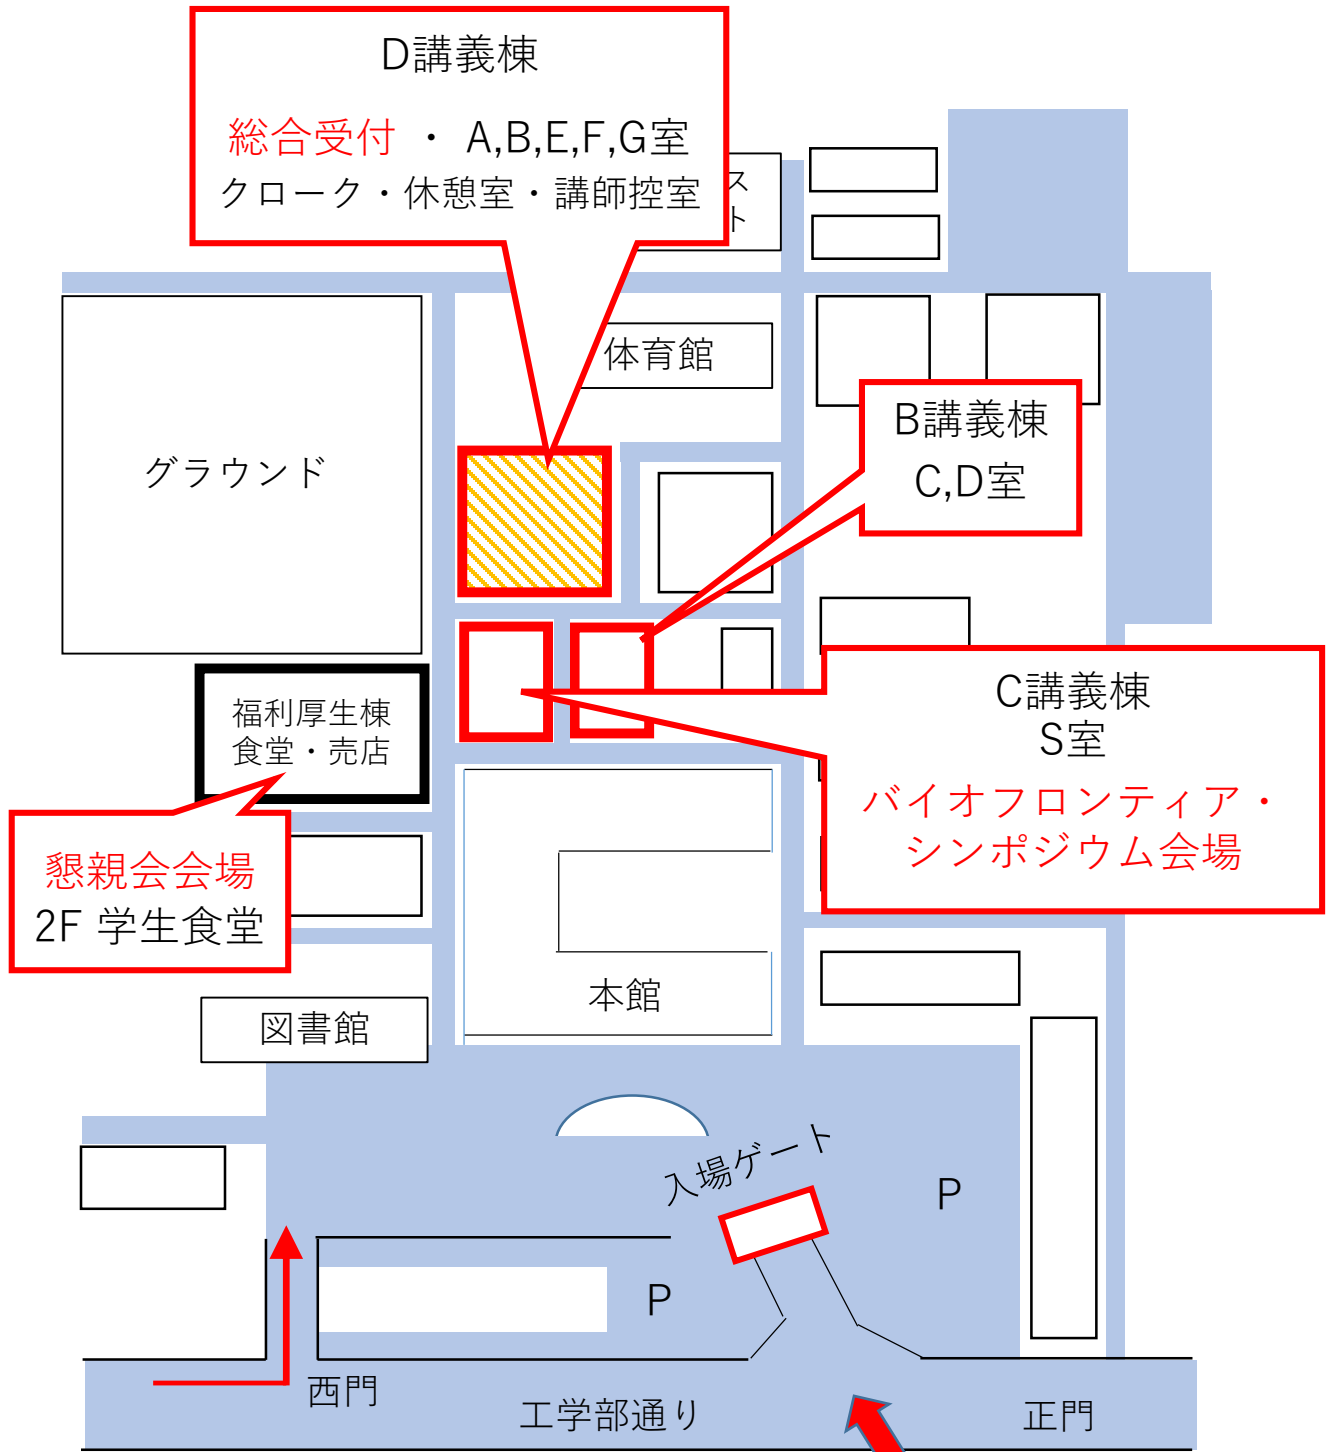 D講義棟
総合受付 ・ A,B,E,F,G室
クローク・休憩室・講師控室
ス
ト
体育館
グラウンド
B講義棟
C,D室
福利厚生棟
食堂・売店
C講義棟
S室
バイオフロンティア・
シンポジウム会場
懇親会会場
2F 学生食堂
本館
図書館
入場ゲート
P
P
西門
工学部通り
正門